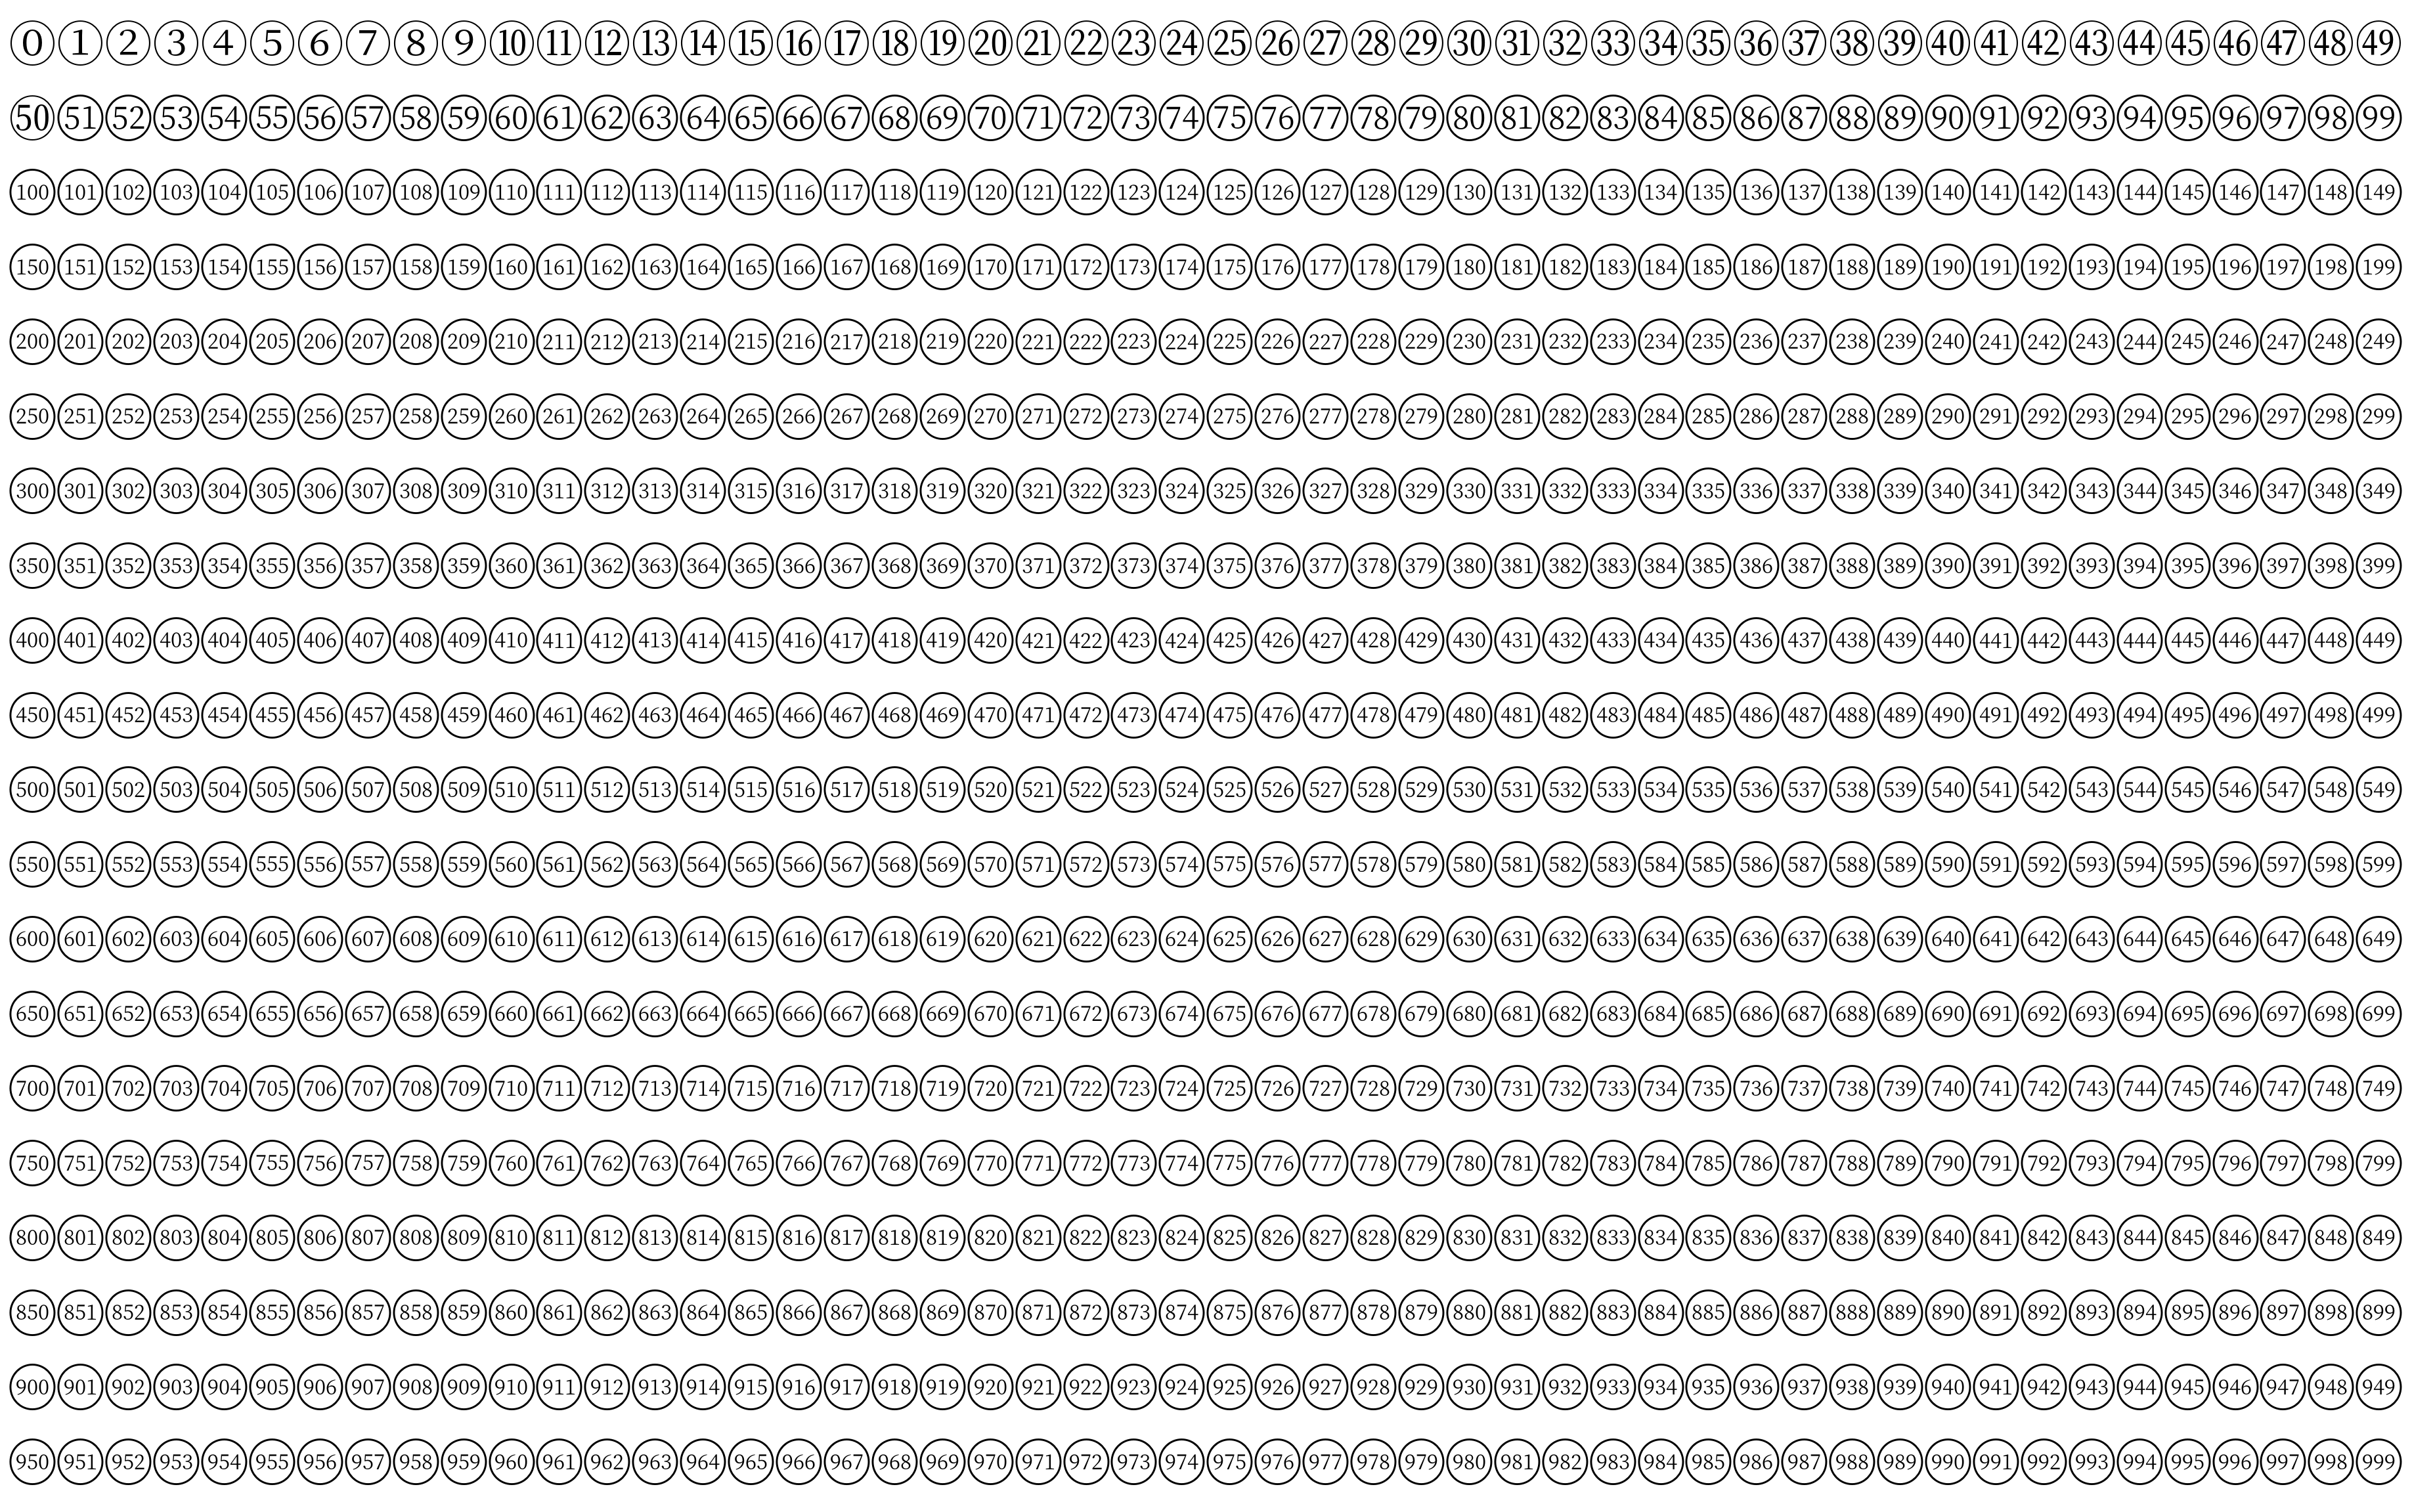 ⓪ ① ② ③ ④ ⑤ ⑥ ⑦ ⑧ ⑨ ⑩ ⑪ ⑫ ⑬ ⑭ ⑮ ⑯ ⑰ ⑱ ⑲ ⑳ ㉑ ㉒ ㉓ ㉔ ㉕ ㉖ ㉗ ㉘ ㉙ ㉚ ㉛ ㉜ ㉝ ㉞ ㉟ ㊱ ㊲ ㊳ ㊴ ㊵ ㊶ ㊷ ㊸ ㊹ ㊺ ㊻ ㊼ ㊽ ㊾
㊿ 51 52 53 54 55 56 57 58 59 60 61 62 63 64 65 66 67 68 69 70 71 72 73 74 75 76 77 78 79 80 81 82 83 84 85 86 87 88 89 90 91 92 93 94 95 96 97 98 99
100 101 102 103 104 105 106 107 108 109 110 111 112 113 114 115 116 117 118 119 120 121 122 123 124 125 126 127 128 129 130 131 132 133 134 135 136 137 138 139 140 141 142 143 144 145 146 147 148 149
150 151 152 153 154 155 156 157 158 159 160 161 162 163 164 165 166 167 168 169 170 171 172 173 174 175 176 177 178 179 180 181 182 183 184 185 186 187 188 189 190 191 192 193 194 195 196 197 198 199
200 201 202 203 204 205 206 207 208 209 210 211 212 213 214 215 216 217 218 219 220 221 222 223 224 225 226 227 228 229 230 231 232 233 234 235 236 237 238 239 240 241 242 243 244 245 246 247 248 249
250 251 252 253 254 255 256 257 258 259 260 261 262 263 264 265 266 267 268 269 270 271 272 273 274 275 276 277 278 279 280 281 282 283 284 285 286 287 288 289 290 291 292 293 294 295 296 297 298 299
300 301 302 303 304 305 306 307 308 309 310 311 312 313 314 315 316 317 318 319 320 321 322 323 324 325 326 327 328 329 330 331 332 333 334 335 336 337 338 339 340 341 342 343 344 345 346 347 348 349
350 351 352 353 354 355 356 357 358 359 360 361 362 363 364 365 366 367 368 369 370 371 372 373 374 375 376 377 378 379 380 381 382 383 384 385 386 387 388 389 390 391 392 393 394 395 396 397 398 399
400 401 402 403 404 405 406 407 408 409 410 411 412 413 414 415 416 417 418 419 420 421 422 423 424 425 426 427 428 429 430 431 432 433 434 435 436 437 438 439 440 441 442 443 444 445 446 447 448 449
450 451 452 453 454 455 456 457 458 459 460 461 462 463 464 465 466 467 468 469 470 471 472 473 474 475 476 477 478 479 480 481 482 483 484 485 486 487 488 489 490 491 492 493 494 495 496 497 498 499
500 501 502 503 504 505 506 507 508 509 510 511 512 513 514 515 516 517 518 519 520 521 522 523 524 525 526 527 528 529 530 531 532 533 534 535 536 537 538 539 540 541 542 543 544 545 546 547 548 549
550 551 552 553 554 555 556 557 558 559 560 561 562 563 564 565 566 567 568 569 570 571 572 573 574 575 576 577 578 579 580 581 582 583 584 585 586 587 588 589 590 591 592 593 594 595 596 597 598 599
600 601 602 603 604 605 606 607 608 609 610 611 612 613 614 615 616 617 618 619 620 621 622 623 624 625 626 627 628 629 630 631 632 633 634 635 636 637 638 639 640 641 642 643 644 645 646 647 648 649
650 651 652 653 654 655 656 657 658 659 660 661 662 663 664 665 666 667 668 669 670 671 672 673 674 675 676 677 678 679 680 681 682 683 684 685 686 687 688 689 690 691 692 693 694 695 696 697 698 699
700 701 702 703 704 705 706 707 708 709 710 711 712 713 714 715 716 717 718 719 720 721 722 723 724 725 726 727 728 729 730 731 732 733 734 735 736 737 738 739 740 741 742 743 744 745 746 747 748 749
750 751 752 753 754 755 756 757 758 759 760 761 762 763 764 765 766 767 768 769 770 771 772 773 774 775 776 777 778 779 780 781 782 783 784 785 786 787 788 789 790 791 792 793 794 795 796 797 798 799
800 801 802 803 804 805 806 807 808 809 810 811 812 813 814 815 816 817 818 819 820 821 822 823 824 825 826 827 828 829 830 831 832 833 834 835 836 837 838 839 840 841 842 843 844 845 846 847 848 849
850 851 852 853 854 855 856 857 858 859 860 861 862 863 864 865 866 867 868 869 870 871 872 873 874 875 876 877 878 879 880 881 882 883 884 885 886 887 888 889 890 891 892 893 894 895 896 897 898 899
900 901 902 903 904 905 906 907 908 909 910 911 912 913 914 915 916 917 918 919 920 921 922 923 924 925 926 927 928 929 930 931 932 933 934 935 936 937 938 939 940 941 942 943 944 945 946 947 948 949
950 951 952 953 954 955 956 957 958 959 960 961 962 963 964 965 966 967 968 969 970 971 972 973 974 975 976 977 978 979 980 981 982 983 984 985 986 987 988 989 990 991 992 993 994 995 996 997 998 999